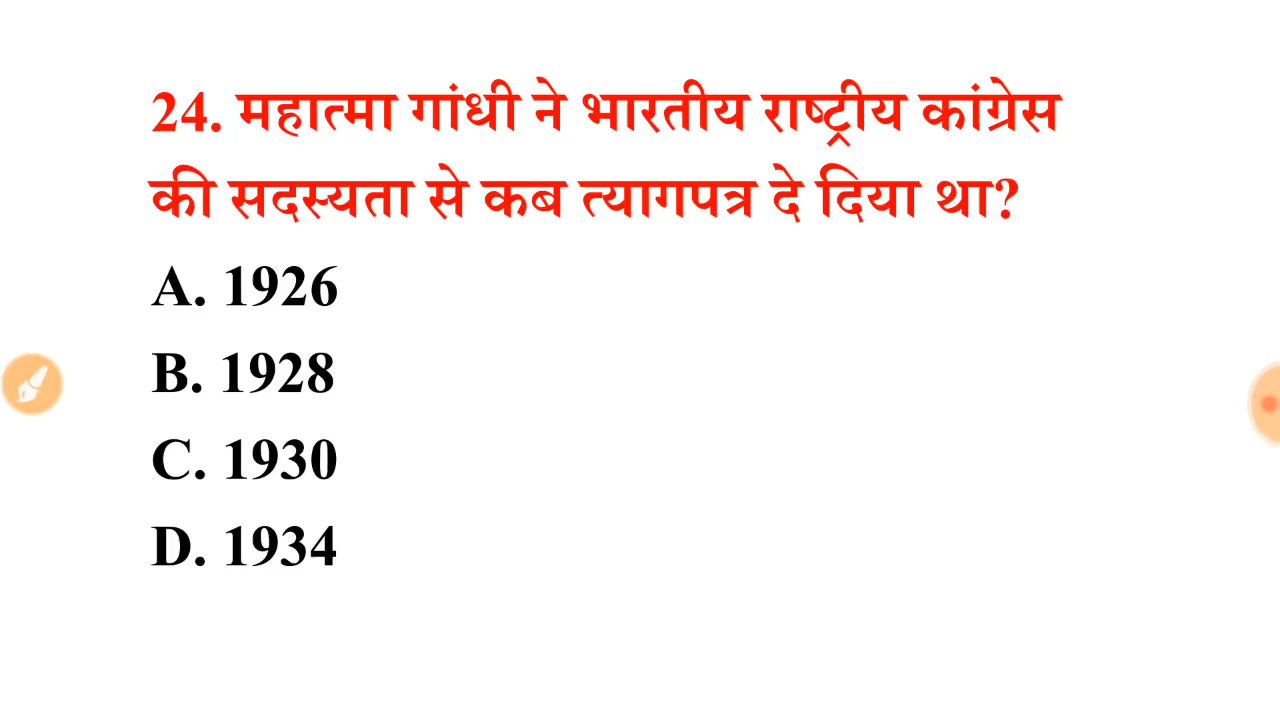 24. महात्मा गांधी ने भारतीय राष्ट्रीय कांग्रेस
की सदस्यता से कब त्यागपत्र दे दिया था?
A. 1926
B. 1928
C. 1930
D. 1934